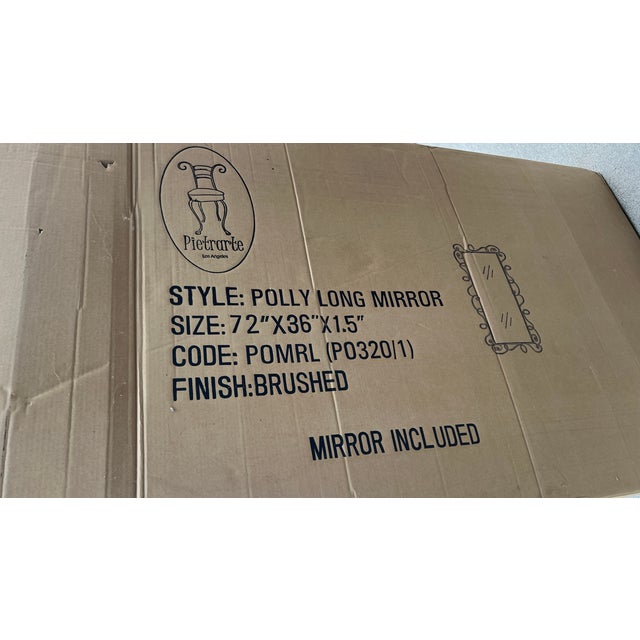 Pietrarte
Los Angeles
STYLE: POLLY LONG MIRROR
SIZE: 72"X36"X1.5"
CODE: POMRL (P0320/1)
FINISH:BRUSHED
MIRROR INCLUDED